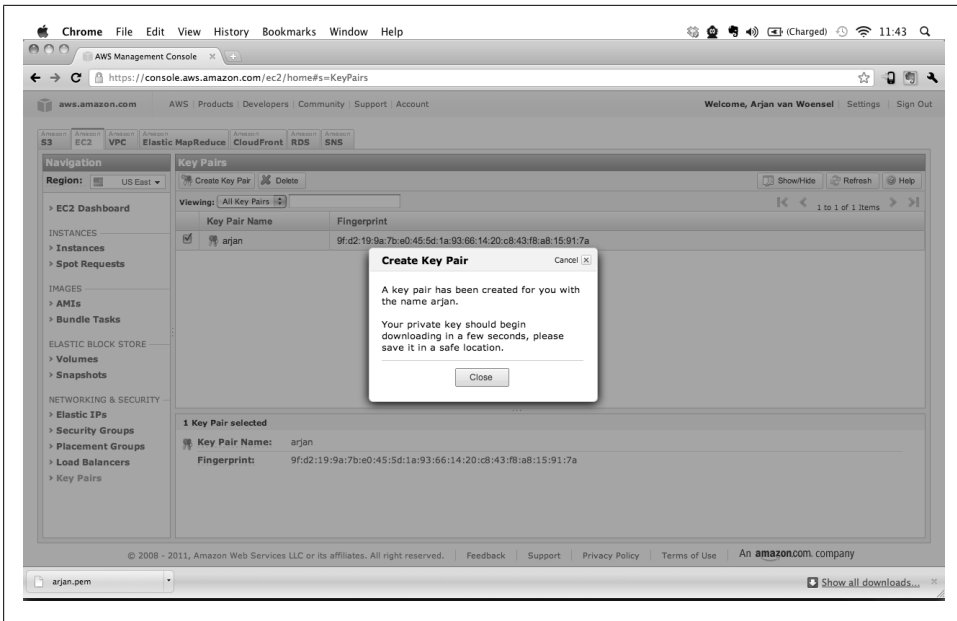 Chrome File Edit View History Bookmarks Window Help (Charged) 11:43
AWS Management Console
https://console.aws.amazon.com/ec2/home#s=KeyPairs
aws.amazon.com AWS | Products | Developers | Community | Support | Account Welcome, Arjan van Woensel | Settings | Sign Out
Amazon S3 Amazon EC2 Amazon VPC Amazon Elastic MapReduce Amazon CloudFront Amazon RDS Amazon SNS
Navigation
Region: US East
> EC2 Dashboard
INSTANCES
> Instances
> Spot Requests
IMAGES
> AMIs
> Bundle Tasks
ELASTIC BLOCK STORE
> Volumes
> Snapshots
NETWORKING & SECURITY
> Elastic IPs
> Security Groups
> Placement Groups
> Load Balancers
> Key Pairs
Key Pairs
Create Key Pair Delete Show/Hide Refresh Help
Viewing: All Key Pairs 1 to 1 of 1 Items
Key Pair Name Fingerprint
arjan 9f:d2:19:9a:7b:e0:45:5d:1a:93:66:14:20:c8:43:f8:a8:15:91:7a
Create Key Pair Cancel
A key pair has been created for you with
the name arjan.
Your private key should begin
downloading in a few seconds, please
save it in a safe location.
Close
1 Key Pair selected
Key Pair Name: arjan
Fingerprint: 9f:d2:19:9a:7b:e0:45:5d:1a:93:66:14:20:c8:43:f8:a8:15:91:7a
© 2008 - 2011, Amazon Web Services LLC or its affiliates. All right reserved. | Feedback | Support | Privacy Policy | Terms of Use | An amazon.com. company
arjan.pem Show all downloads...